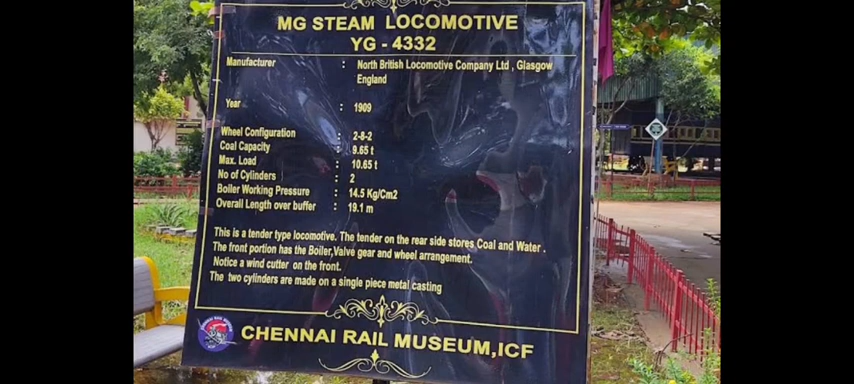 MG STEAM LOCOMOTIVE
YG - 4332
Manufacturer : North British Locomotive Company Ltd , Glasgow
England
Year : 1909
Wheel Configuration : 2-8-2
Coal Capacity : 9.65 t
Max. Load : 10.65 t
No of Cylinders : 2
Boiler Working Pressure : 14.5 Kg/Cm2
Overall Length over buffer : 19.1 m
This is a tender type locomotive. The tender on the rear side stores Coal and Water .
The front portion has the Boiler,Valve gear and wheel arrangement.
Notice a wind cutter on the front.
The two cylinders are made on a single piece metal casting
CHENNAI RAIL MUSEUM,ICF